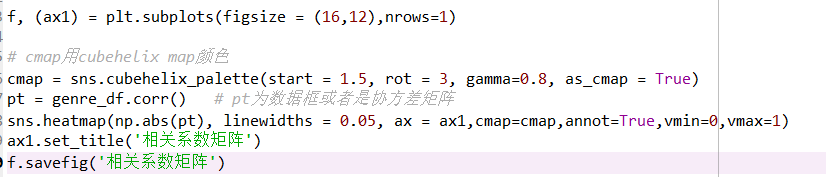 f, (ax1) = plt.subplots(figsize = (16,12),nrows=1)
# cmap用cubehelix map颜色
cmap = sns.cubehelix_palette(start = 1.5, rot = 3, gamma=0.8, as_cmap = True)
pt = genre_df.corr()   # pt为数据框或者是协方差矩阵
sns.heatmap(np.abs(pt), linewidths = 0.05, ax = ax1,cmap=cmap,annot=True,vmin=0,vmax=1)
ax1.set_title('相关系数矩阵')
f.savefig('相关系数矩阵')